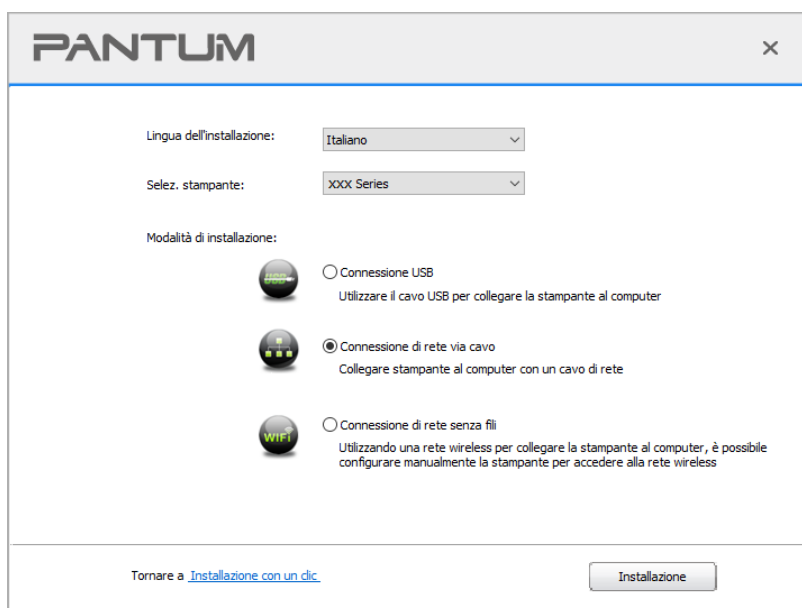 PANTUM
Lingua dell'installazione:
Italiano
Selez. stampante:
XXX Series
Modalità di installazione:
USB
Connessione USB
Utilizzare il cavo USB per collegare la stampante al computer
Connessione di rete via cavo
Collegare stampante al computer con un cavo di rete
WiFi
Connessione di rete senza fili
Utilizzando una rete wireless per collegare la stampante al computer, è possibile
configurare manualmente la stampante per accedere alla rete wireless
Tornare a Installazione con un clic
Installazione